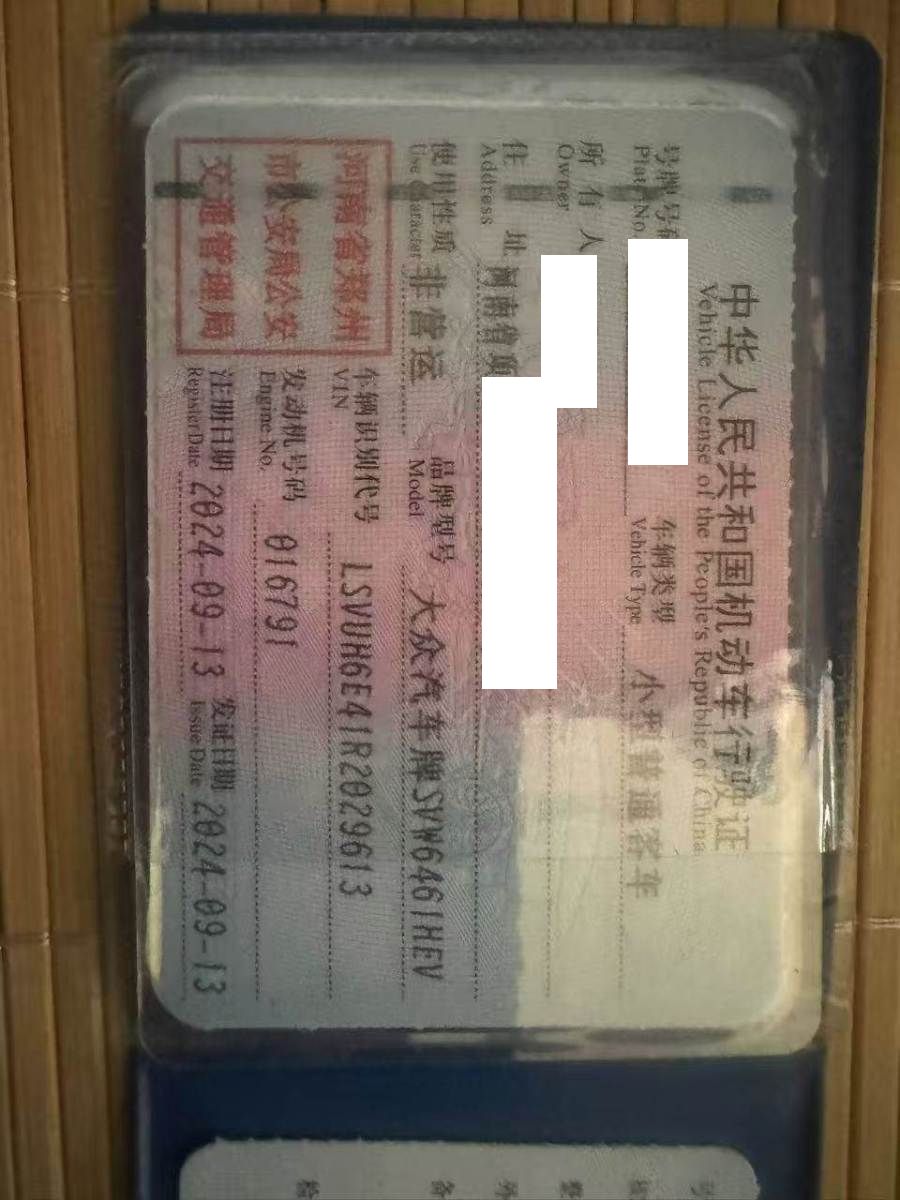 中华人民共和国机动车行驶证
Vehicle License of the People's Republic of China
号牌号码 车辆类型 小型普通客车
Plate No. Vehicle Type
所有人
Owner
住址 河南省项
Address
使用性质 非营运 品牌型号 大众汽车牌SVW6461HEV
Use Character Model
河南省郑州
市公安局公安
交通管理局
车辆识别代号 LSVUH6E41R2029613
VIN
发动机号码 016791
Engine No.
注册日期 2024-09-13 发证日期 2024-09-13
Register Date Issue Date